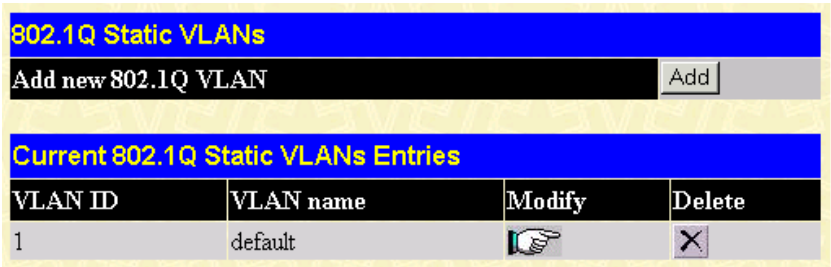 802.1Q Static VLANs
Add new 802.1Q VLAN Add
Current 802.1Q Static VLANs Entries
VLAN ID VLAN name Modify Delete
1 default